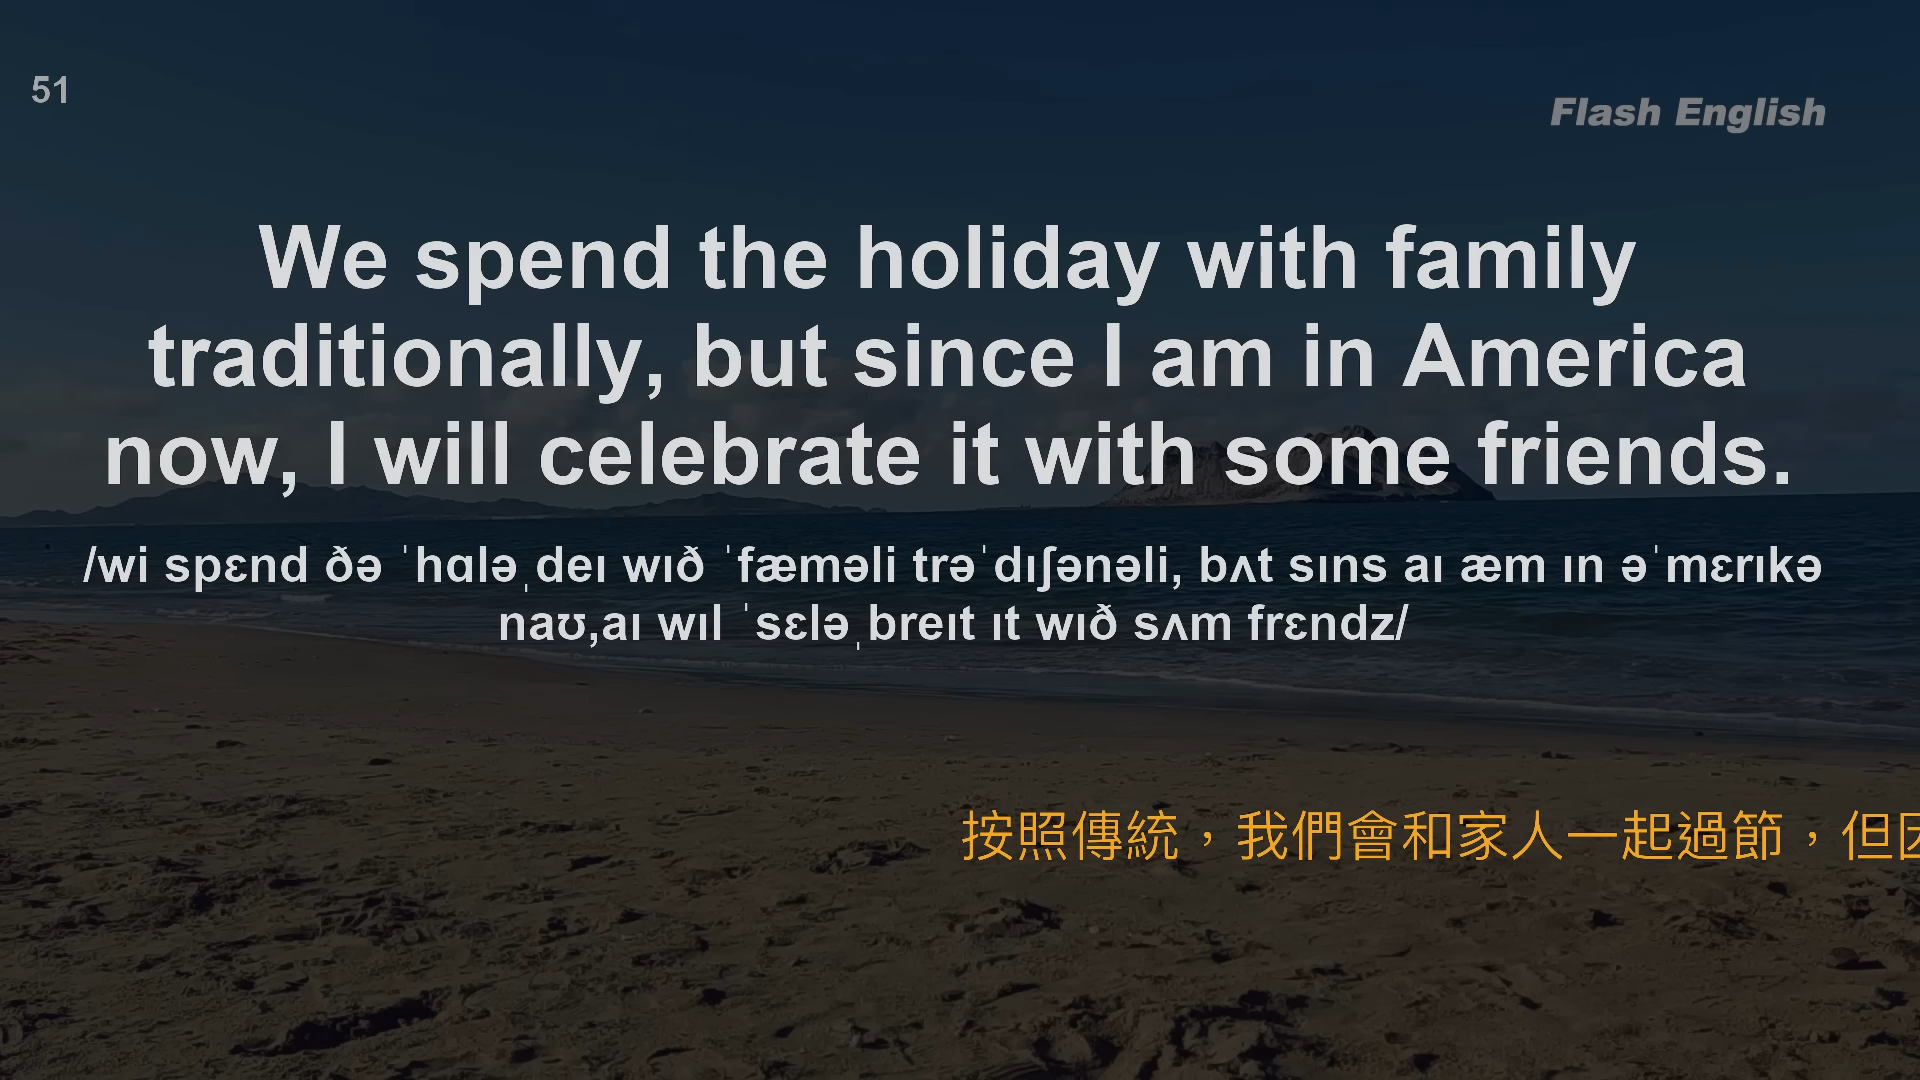 51
Flash English
We spend the holiday with family
traditionally, but since I am in America
now, I will celebrate it with some friends.
/wi spɛnd ðə ˈhɑləˌdeɪ wɪð ˈfæməli trəˈdɪʃənəli, bʌt sɪns aɪ æm ɪn əˈmɛrɪkə
naʊ,aɪ wɪl ˈsɛləˌbreɪt ɪt wɪð sʌm frɛndz/
按照傳統，我們會和家人一起過節，但